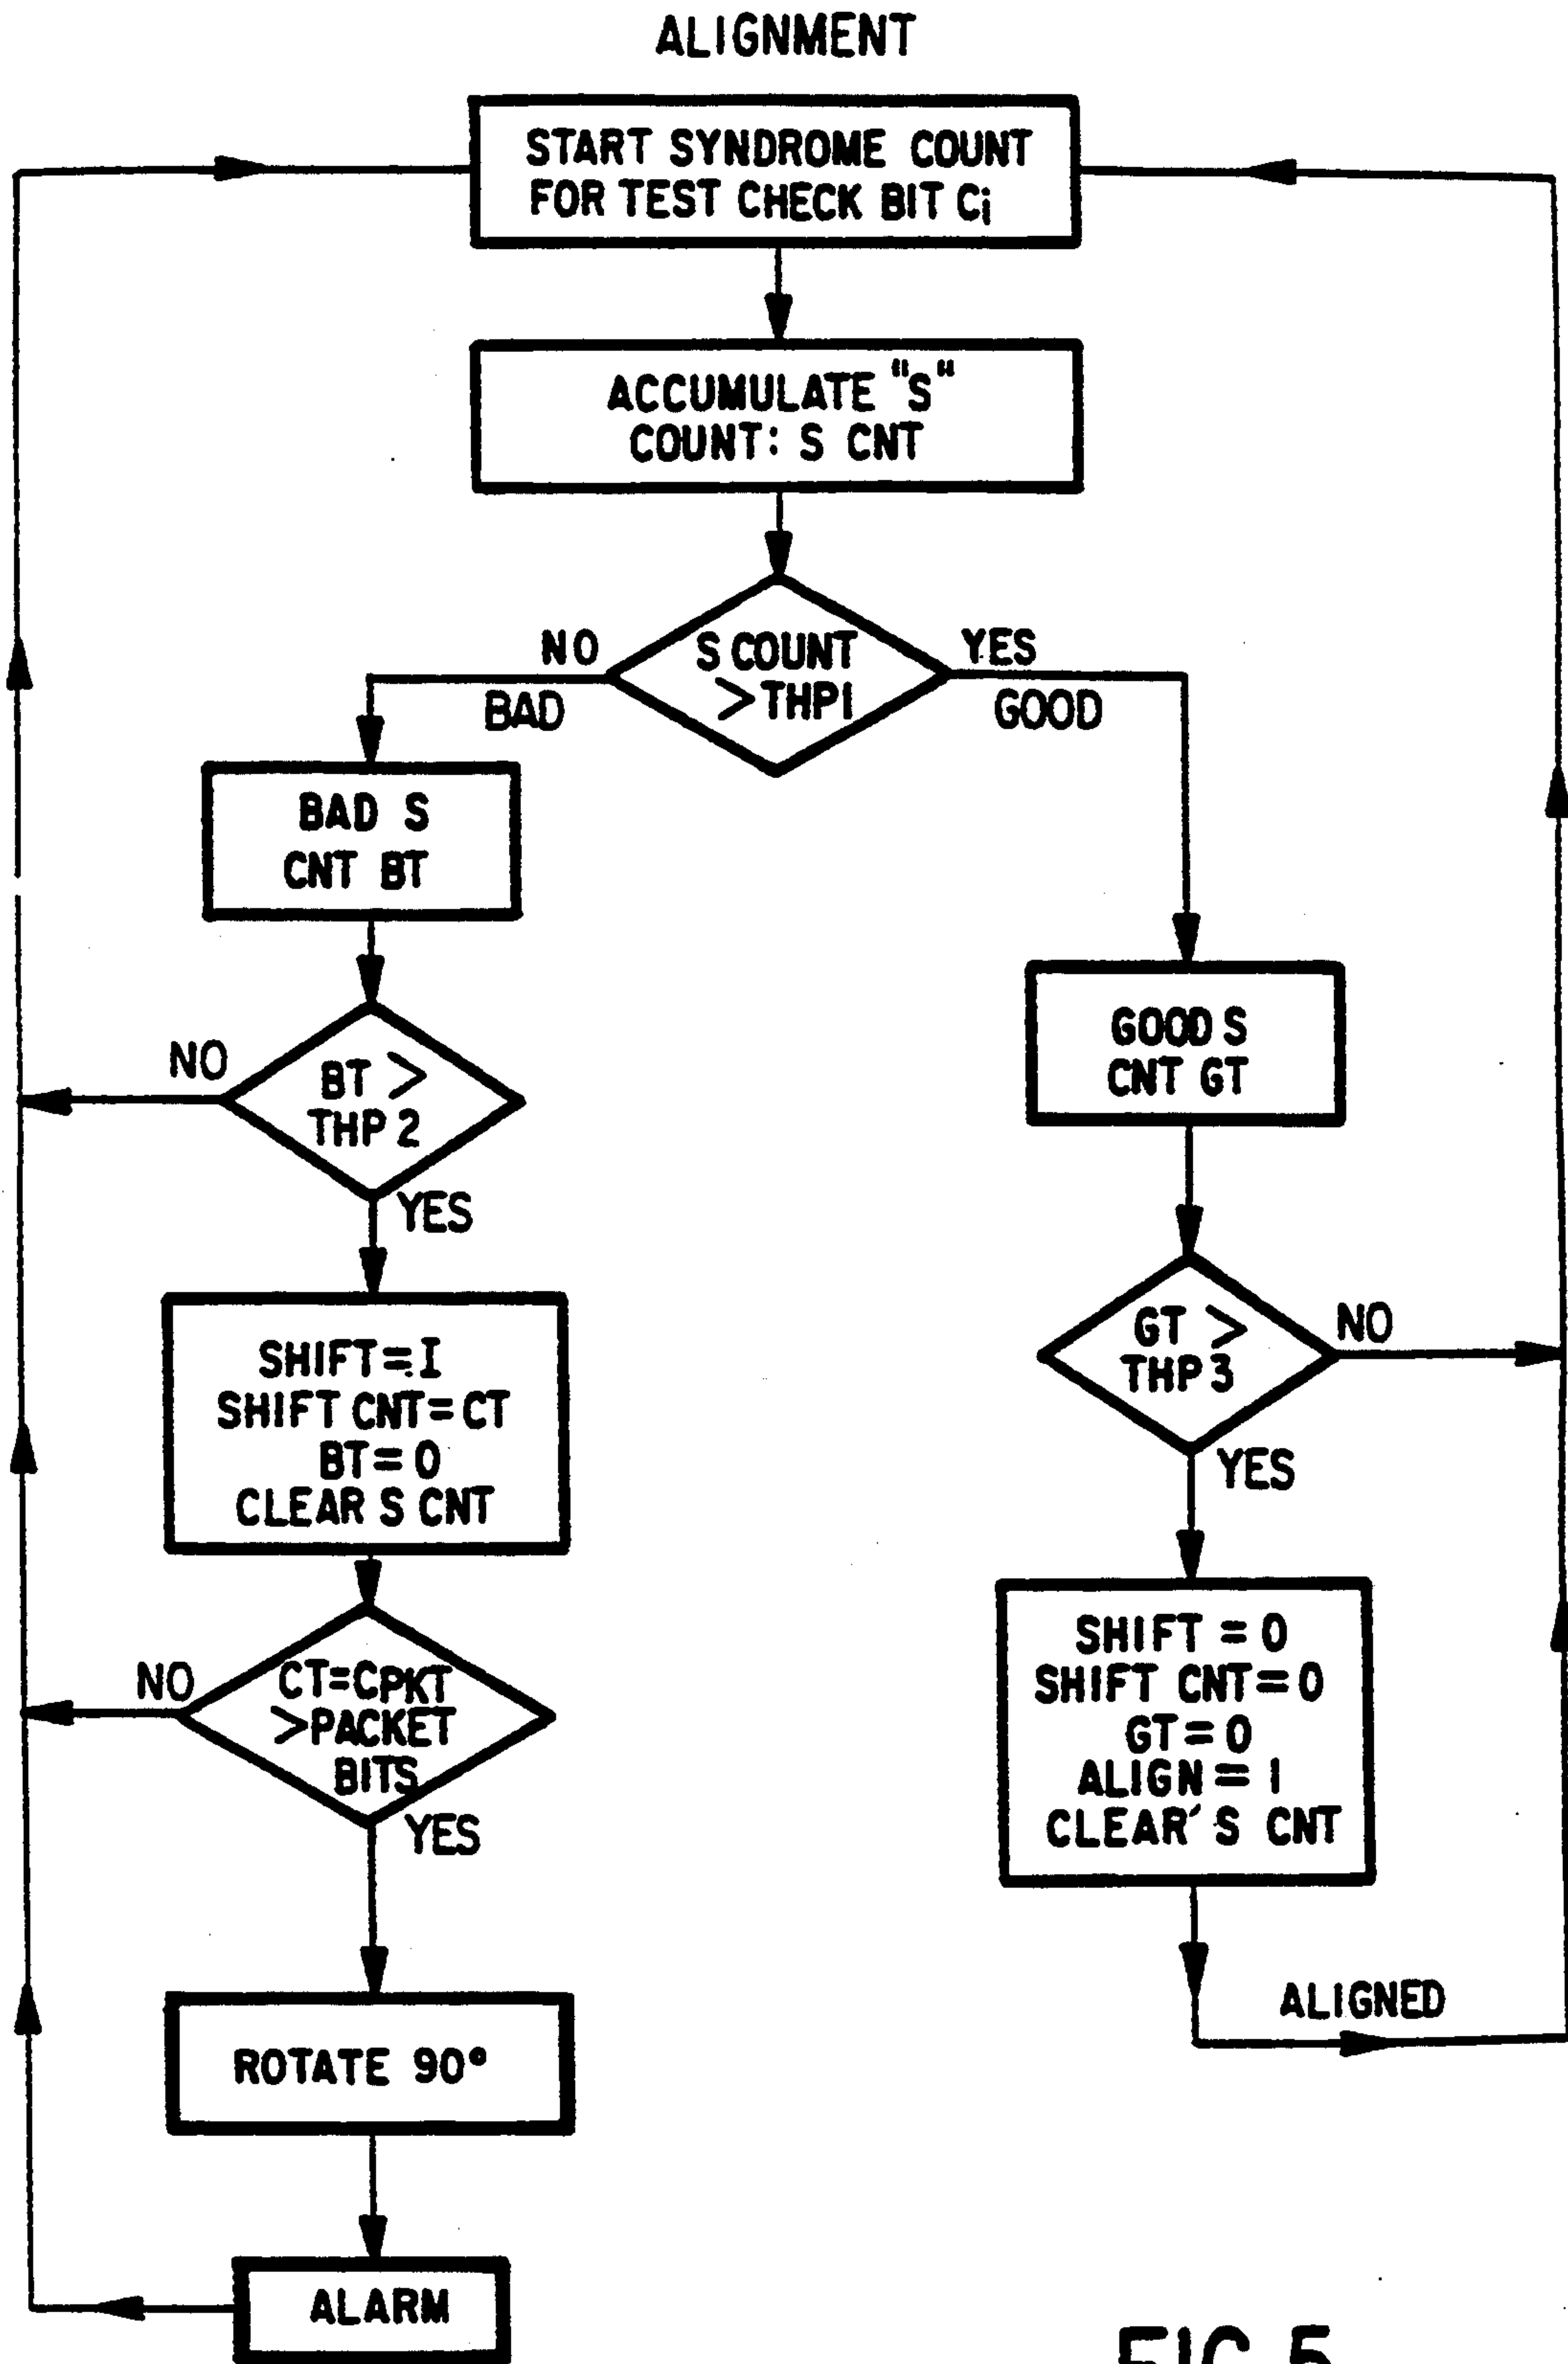 ALIGNMENT
START SYNDROME COUNT
FOR TEST CHECK BIT Ci
ACCUMULATE "S"
COUNT: S CNT
S COUNT
>THP1
NO
BAD
YES
GOOD
BAD S
CNT BT
BT >
THP 2
NO
YES
GOOD S
CNT GT
GT >
THP 3
NO
YES
SHIFT=I
SHIFT CNT=CT
BT=0
CLEAR S CNT
CT=CPKT
>PACKET
BITS
NO
YES
SHIFT = 0
SHIFT CNT=0
GT=0
ALIGN = 1
CLEAR'S CNT
ALIGNED
ROTATE 90°
ALARM
FIG. 5